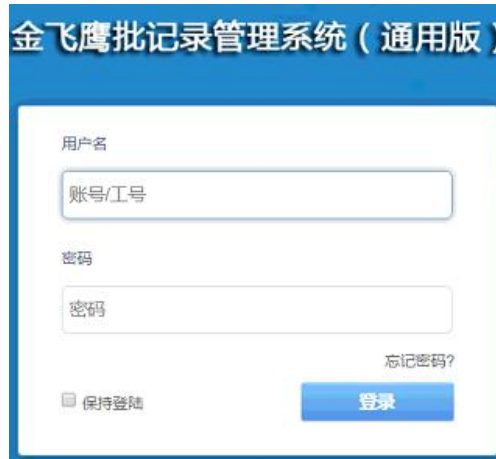 金飞鹰批记录管理系统（通用版）
用户名
账号/工号
密码
密码
忘记密码?
保持登陆
登录